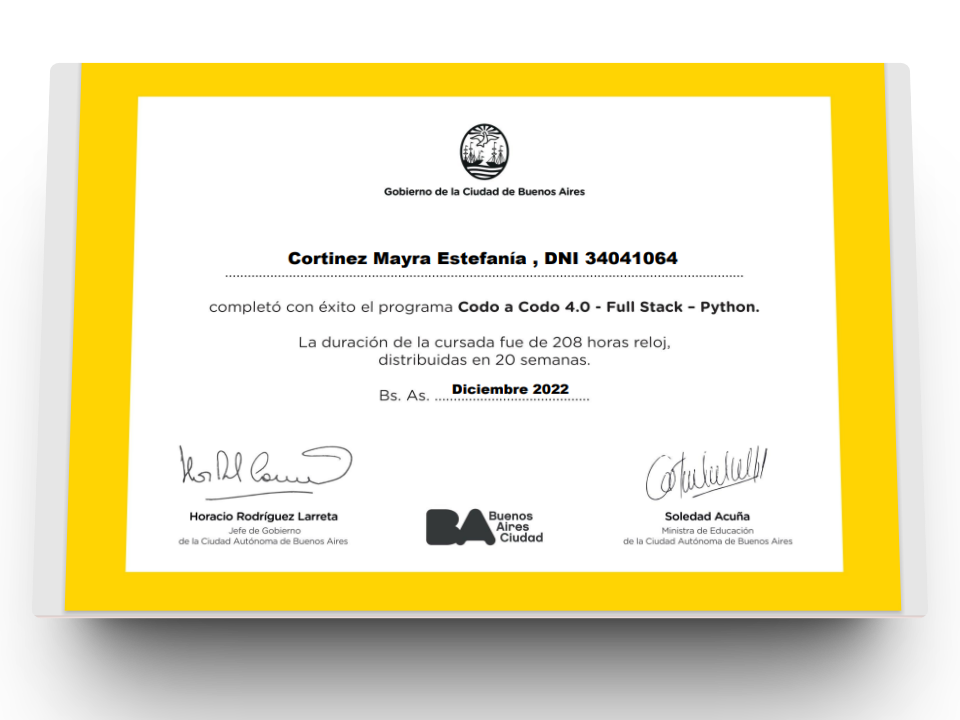 Gobierno de la Ciudad de Buenos Aires
Cortinez Mayra Estefanía , DNI 34041064
completó con éxito el programa Codo a Codo 4.0 - Full Stack – Python.
La duración de la cursada fue de 208 horas reloj,
distribuidas en 20 semanas.
Bs. As. Diciembre 2022
Horacio Rodríguez Larreta
Jefe de Gobierno
de la Ciudad Autónoma de Buenos Aires
BA Buenos
Aires
Ciudad
Soledad Acuña
Ministra de Educación
de la Ciudad Autónoma de Buenos Aires